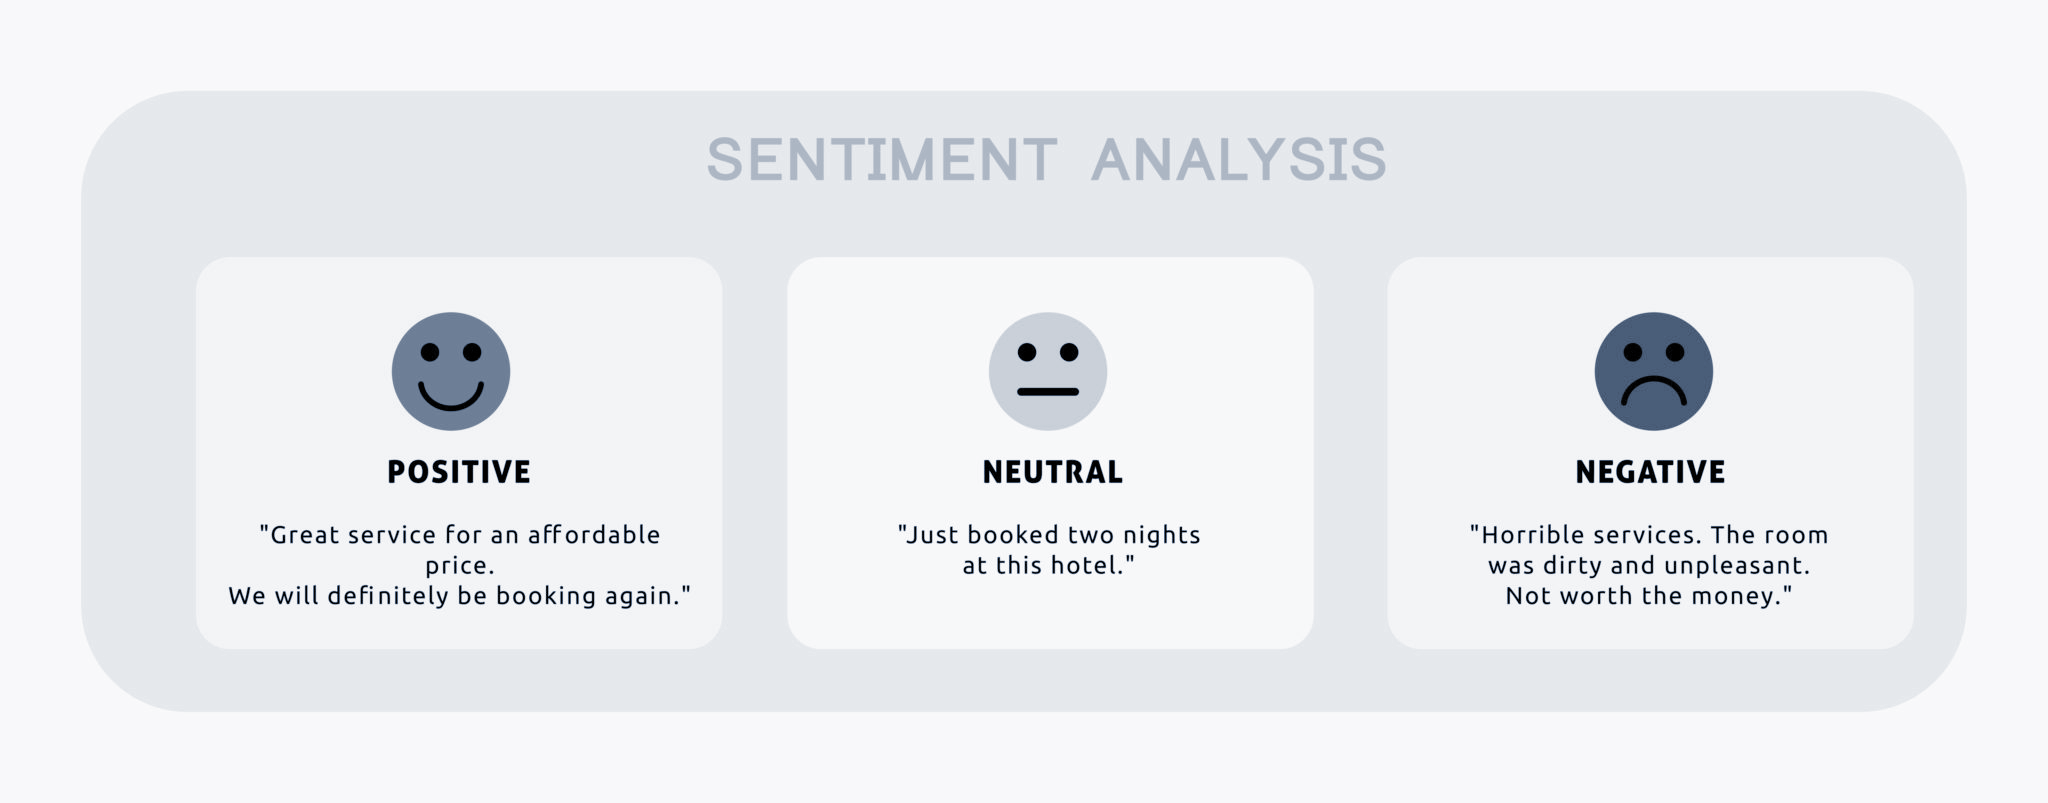 SENTIMENT ANALYSIS
POSITIVE
"Great service for an affordable
price.
We will definitely be booking again."
NEUTRAL
"Just booked two nights
at this hotel."
NEGATIVE
"Horrible services. The room
was dirty and unpleasant.
Not worth the money."